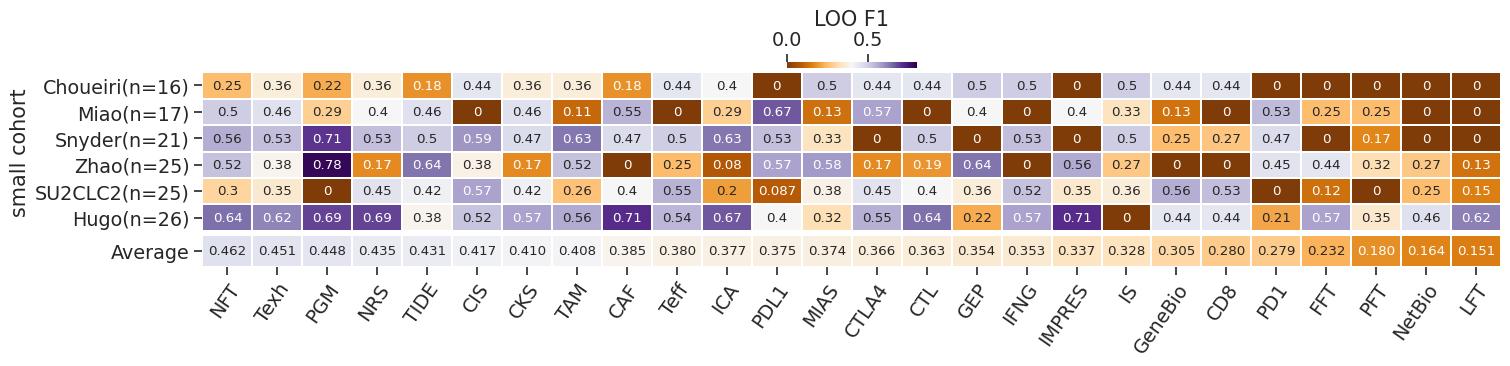 LOO F1
0.0 0.5
small cohort
Choueiri(n=16) 0.25 0.36 0.22 0.36 0.18 0.44 0.36 0.36 0.18 0.44 0.4 0 0.5 0.44 0.44 0.5 0.5 0 0.5 0.44 0.44 0 0 0 0 0
Miao(n=17) 0.5 0.46 0.29 0.4 0.46 0 0.46 0.11 0.55 0 0.29 0.67 0.13 0.57 0 0.4 0 0.4 0.33 0.13 0 0.53 0.25 0.25 0 0
Snyder(n=21) 0.56 0.53 0.71 0.53 0.5 0.59 0.47 0.63 0.47 0.5 0.63 0.53 0.33 0 0.5 0 0.53 0 0.5 0.25 0.27 0.47 0 0.17 0 0
Zhao(n=25) 0.52 0.38 0.78 0.17 0.64 0.38 0.17 0.52 0 0.25 0.08 0.57 0.58 0.17 0.19 0.64 0 0.56 0.27 0 0 0.45 0.44 0.32 0.27 0.13
SU2CLC2(n=25) 0.3 0.35 0 0.45 0.42 0.57 0.42 0.26 0.4 0.55 0.2 0.087 0.38 0.45 0.4 0.36 0.52 0.35 0.36 0.56 0.53 0 0.12 0 0.25 0.15
Hugo(n=26) 0.64 0.62 0.69 0.69 0.38 0.52 0.57 0.56 0.71 0.54 0.67 0.4 0.32 0.55 0.64 0.22 0.57 0.71 0 0.44 0.44 0.21 0.57 0.35 0.46 0.62
Average 0.462 0.451 0.448 0.435 0.431 0.417 0.410 0.408 0.385 0.380 0.377 0.375 0.374 0.366 0.363 0.354 0.353 0.337 0.328 0.305 0.280 0.279 0.232 0.180 0.164 0.151
NFT Texh PGM NRS TIDE CIS CKS TAM CAF Teff ICA PDL1 MIAS CTLA4 CTL GEP IFNG IMPRES IS GeneBio CD8 PD1 FFT PFT NetBio LFT